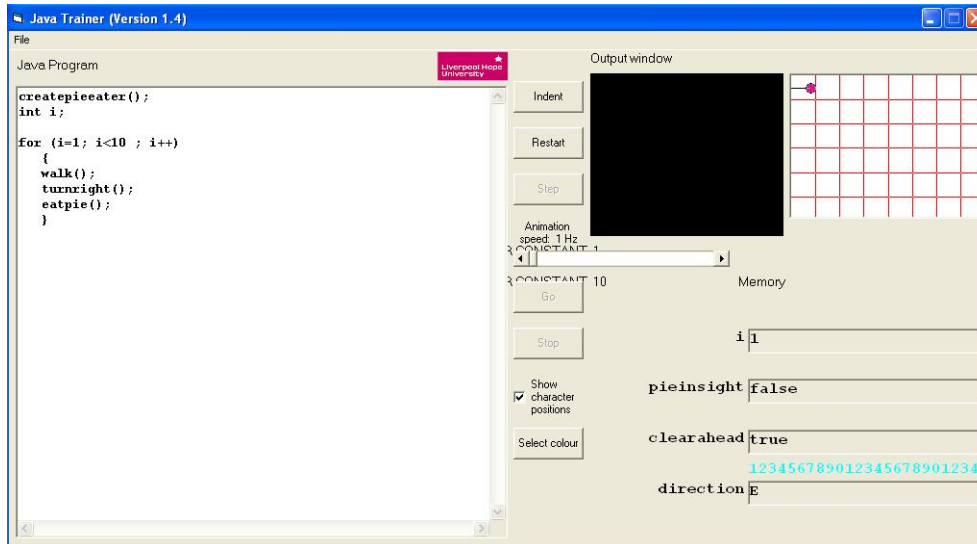 Java Trainer (Version 1.4)
File
Java Program
Liverpool Hope
University
createpieeater();
int i;
for (i=1; i<10 ; i++)
{
walk();
turnright();
eatpie();
}
Indent
Restart
Step
Animation
speed: 1 Hz
R CONSTANT 1
R CONSTANT 10
Go
Stop
Show
character
positions
Select colour
Output window
Memory
i 1
pieinsight false
clearahead true
123456789012345678901234
direction E